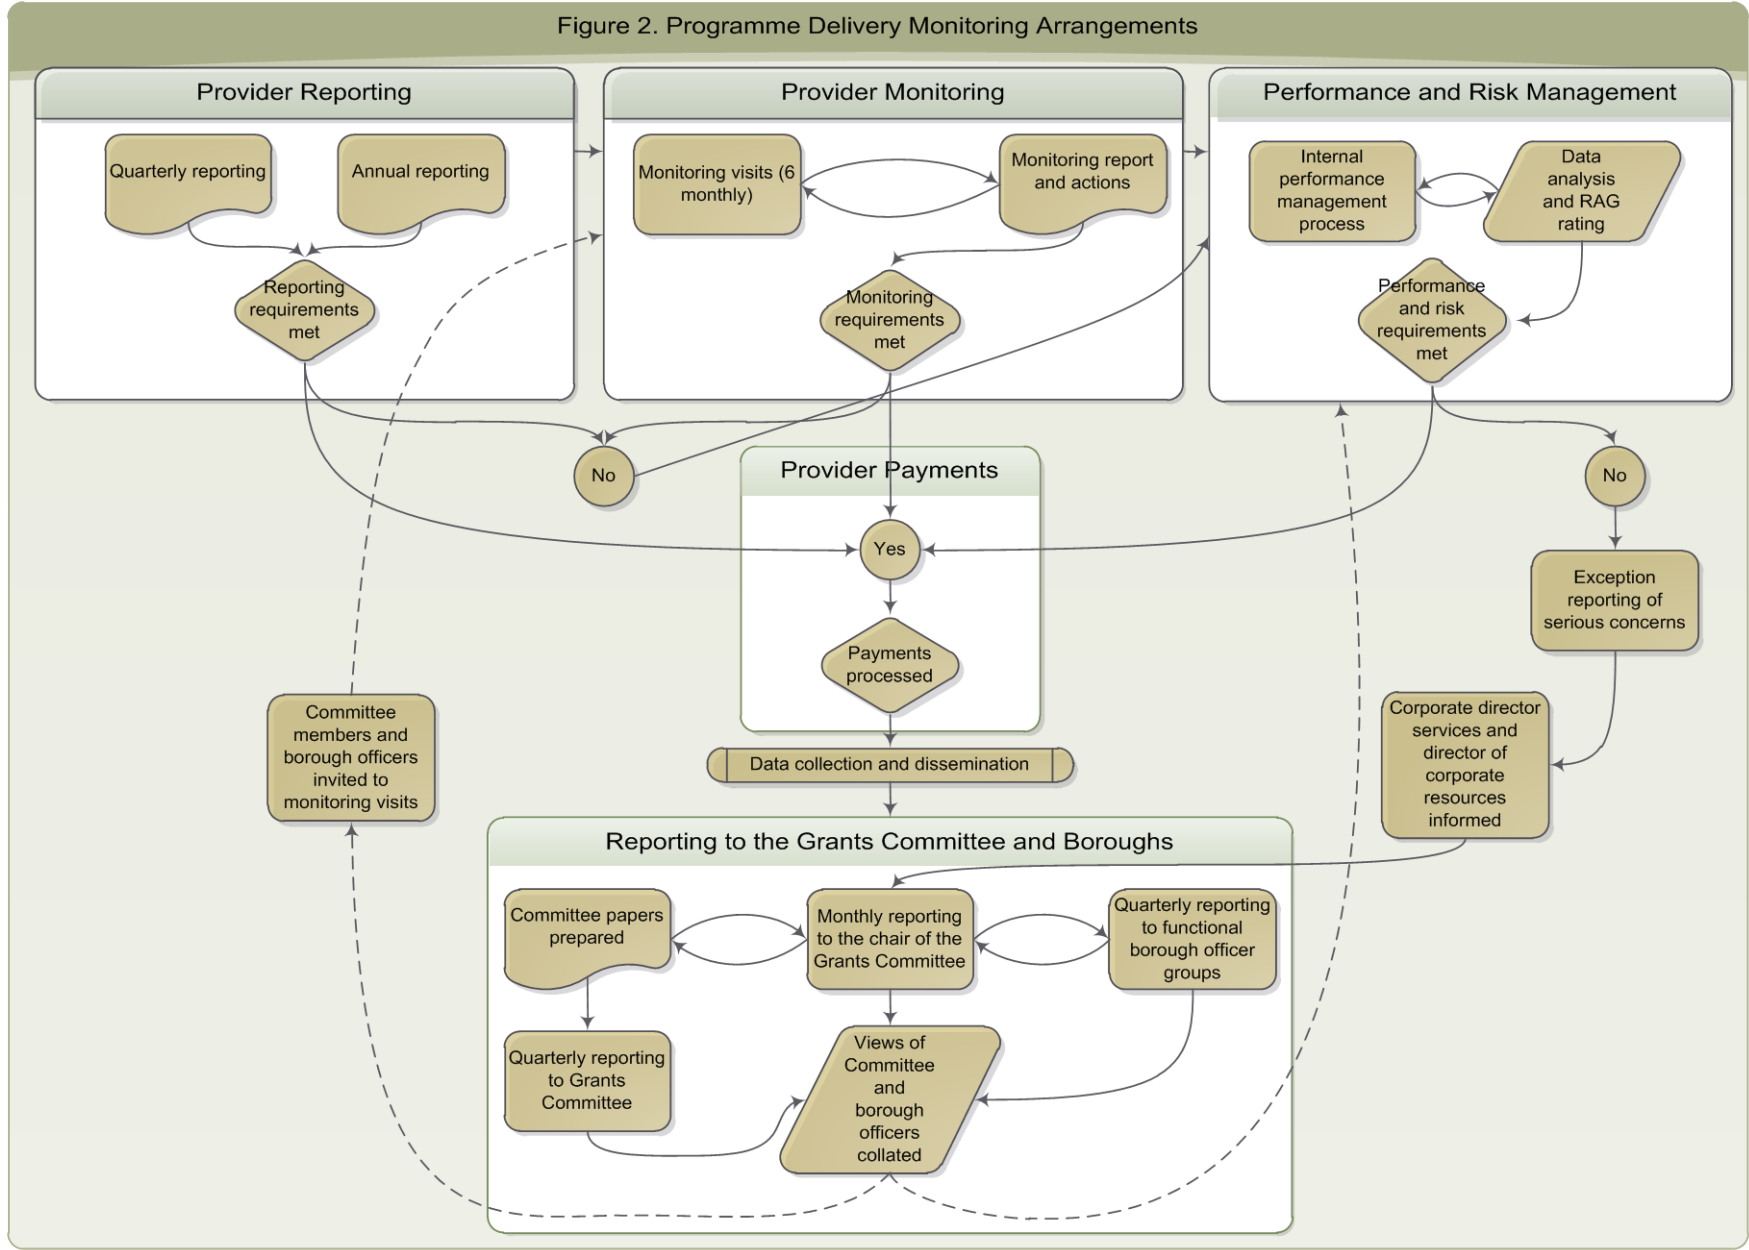 Figure 2. Programme Delivery Monitoring Arrangements
Provider Reporting
Quarterly reporting
Annual reporting
Reporting
requirements
met
Provider Monitoring
Monitoring visits (6
monthly)
Monitoring report
and actions
Monitoring
requirements
met
Performance and Risk Management
Internal
performance
management
process
Data
analysis
and RAG
rating
Performance
and risk
requirements
met
No
Provider Payments
Yes
Payments
processed
No
Exception
reporting of
serious concerns
Corporate director
services and
director of
corporate
resources
informed
Committee
members and
borough officers
invited to
monitoring visits
Data collection and dissemination
Reporting to the Grants Committee and Boroughs
Committee papers
prepared
Monthly reporting
to the chair of the
Grants Committee
Quarterly reporting
to functional
borough officer
groups
Quarterly reporting
to Grants
Committee
Views of
Committee
and
borough
officers
collated